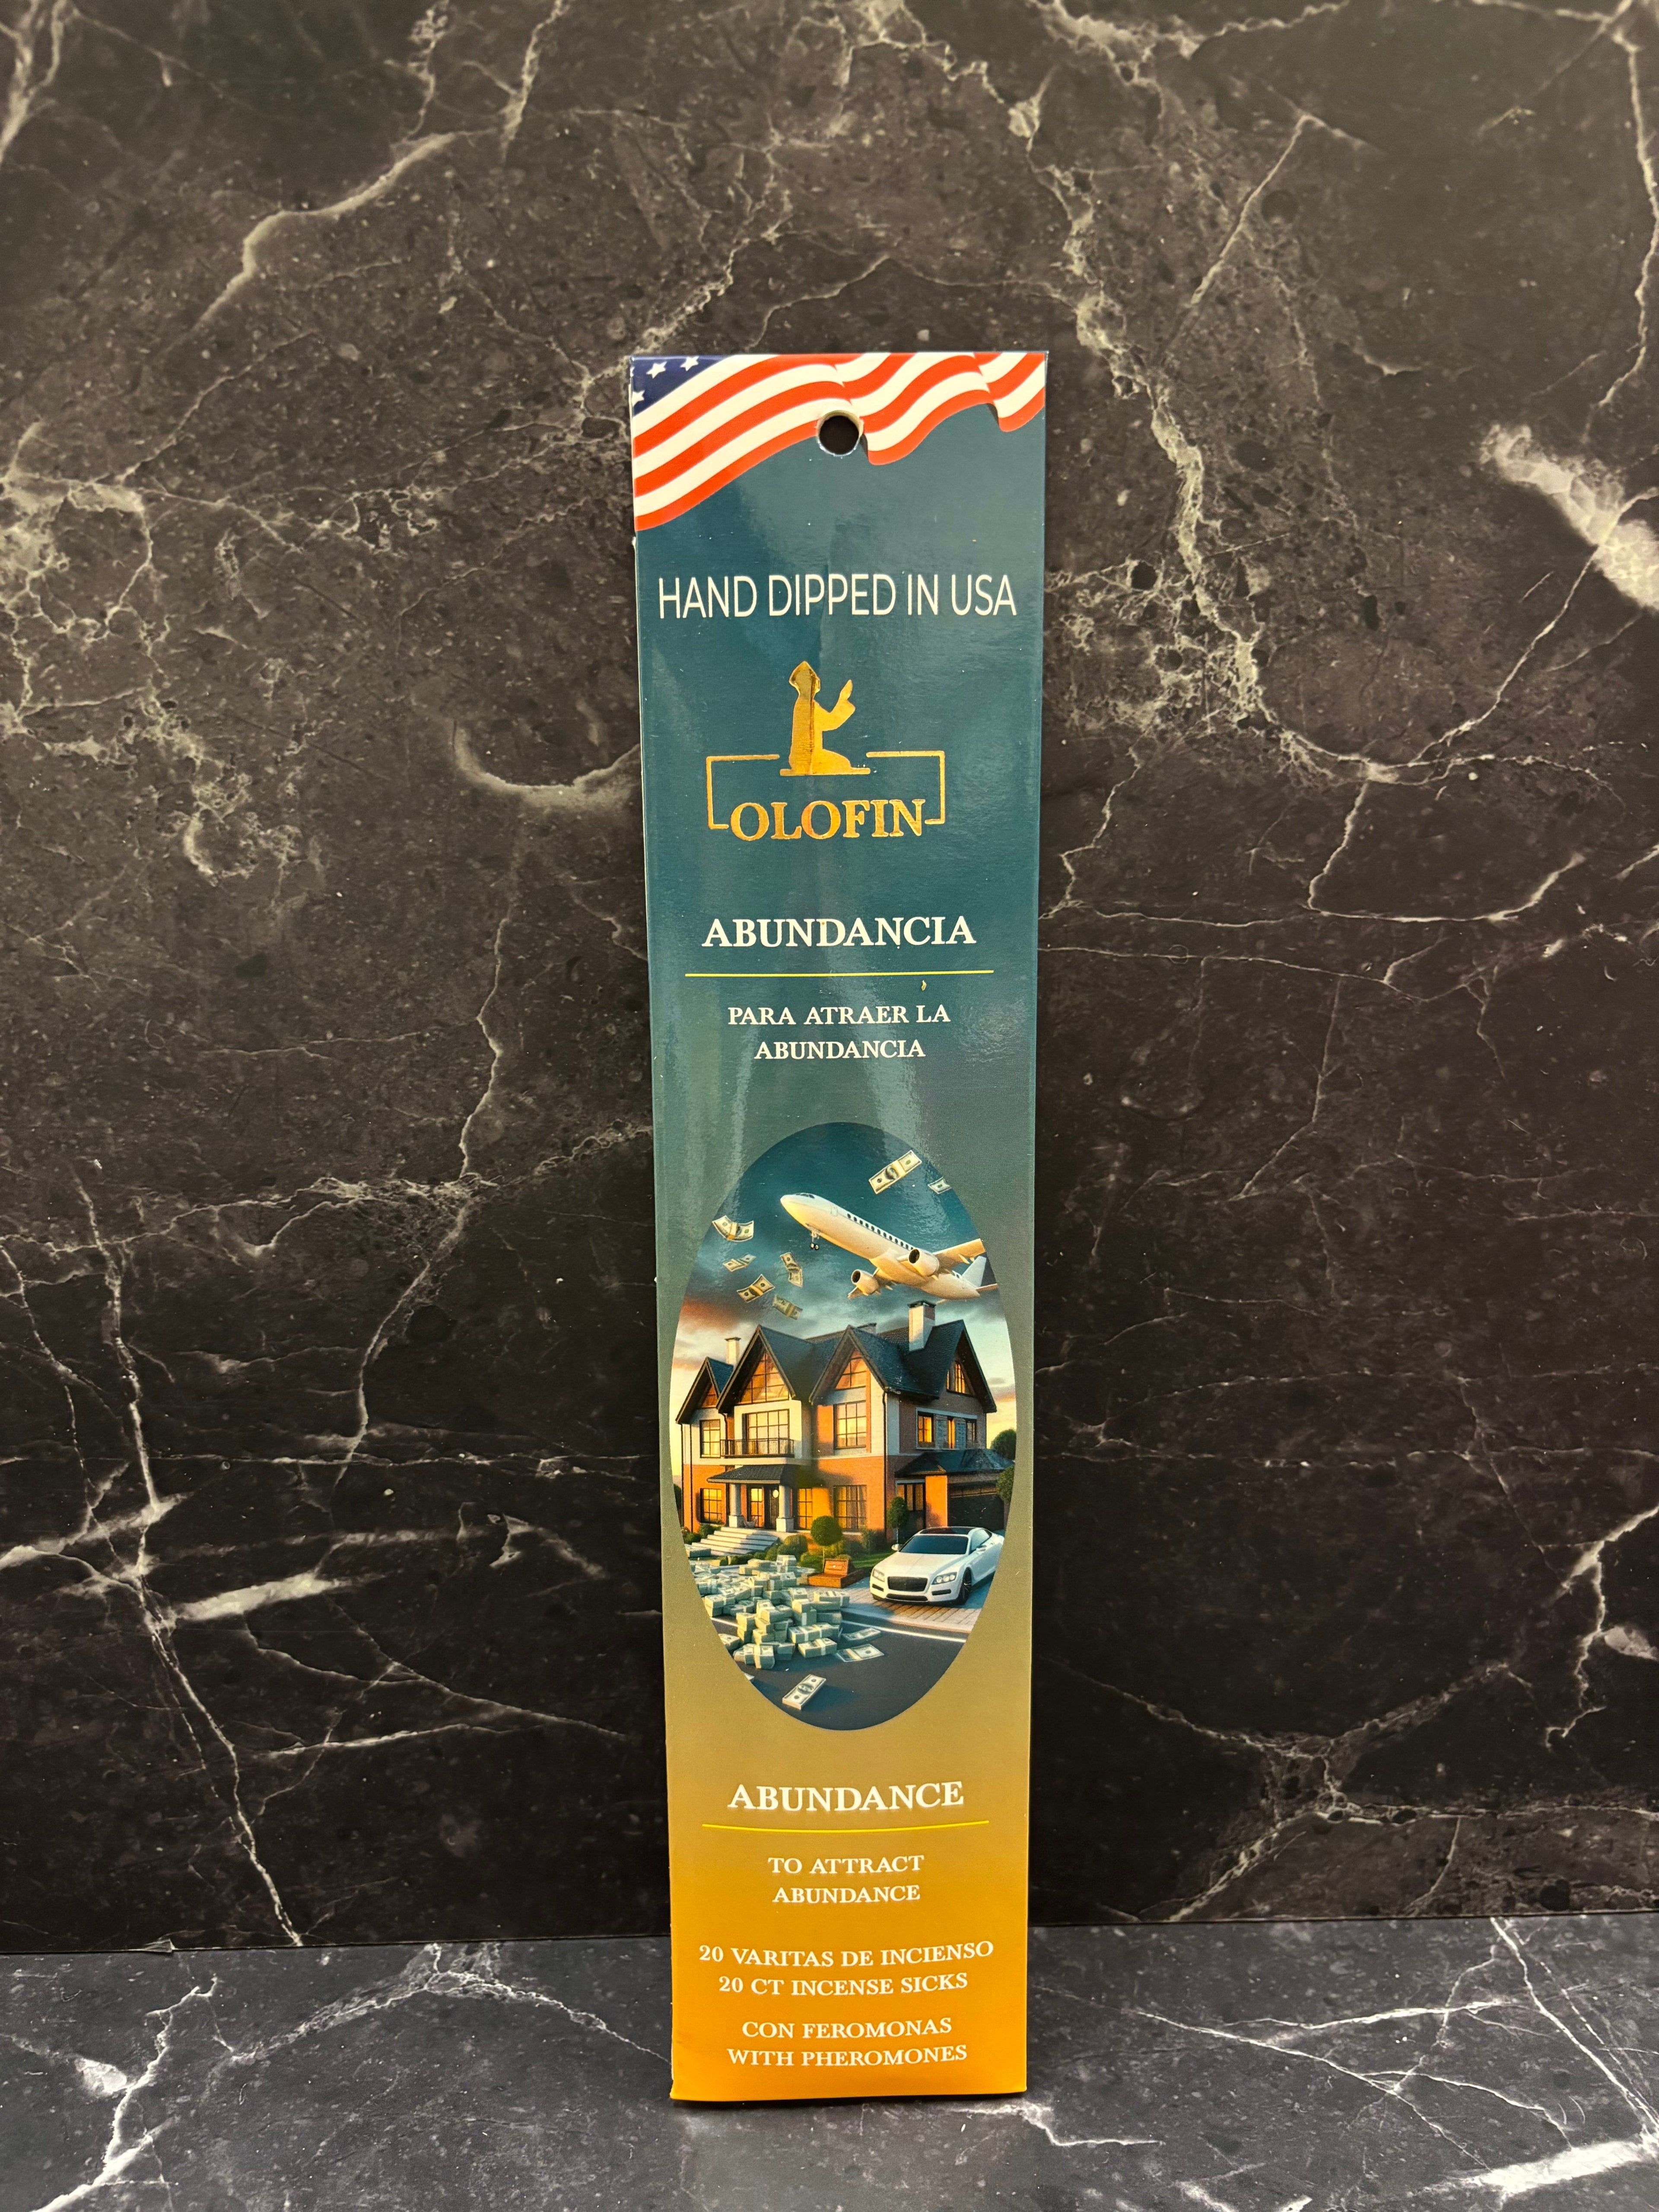 HAND DIPPED IN USA
OLOFIN
ABUNDANCIA
PARA ATRAER LA
ABUNDANCIA
ABUNDANCE
TO ATTRACT
ABUNDANCE
20 VARITAS DE INCIENSO
20 CT INCENSE SICKS
CON FEROMONAS
WITH PHEROMONES